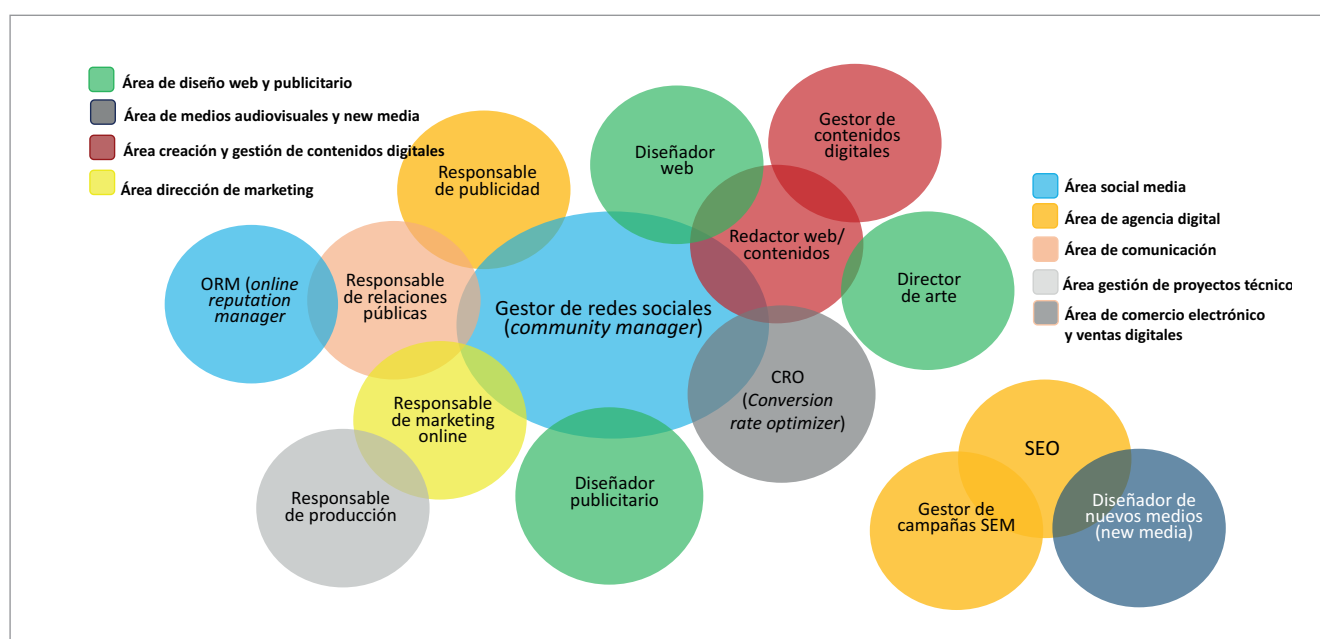 Área de diseño web y publicitario
Área de medios audiovisuales y new media
Área creación y gestión de contenidos digitales
Área dirección de marketing
Área social media
Área de agencia digital
Área de comunicación
Área gestión de proyectos técnico
Área de comercio electrónico
y ventas digitales
Responsable
de publicidad
Diseñador
web
Gestor de
contenidos
digitales
Redactor web/
contenidos
Director
de arte
ORM (online
reputation
manager
Responsable
de relaciones
públicas
Gestor de redes sociales
(community manager)
CRO
(Conversion
rate optimizer)
Responsable
de marketing
online
Responsable
de producción
Diseñador
publicitario
SEO
Gestor de
campañas SEM
Diseñador de
nuevos medios
(new media)